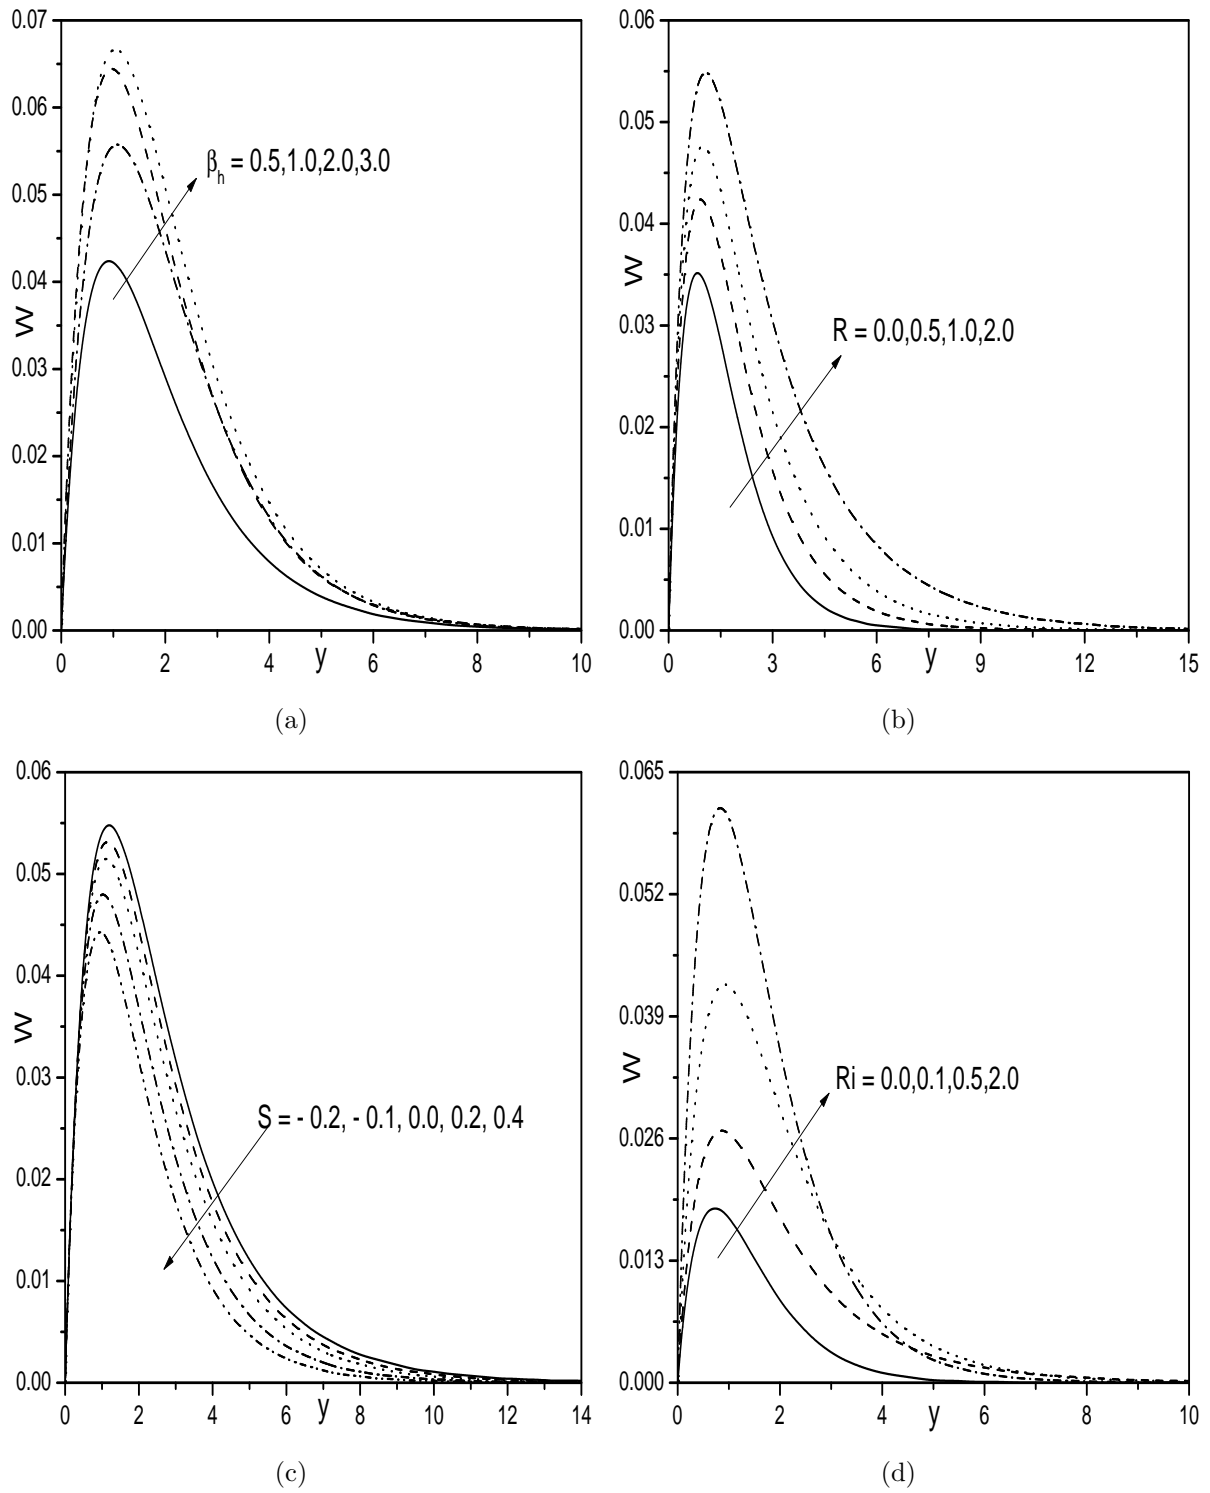 0.07
0.06
0.05
0.04
0.03
0.02
0.01
0.00
W
βh = 0.5,1.0,2.0,3.0
0 2 4 6 8 10
y
(a)
0.06
0.05
0.04
0.03
0.02
0.01
0.00
W
R = 0.0,0.5,1.0,2.0
0 3 6 9 12 15
y
(b)
0.06
0.05
0.04
0.03
0.02
0.01
0.00
W
S = - 0.2, - 0.1, 0.0, 0.2, 0.4
0 2 4 6 8 10 12 14
y
(c)
0.065
0.052
0.039
0.026
0.013
0.000
W
Ri = 0.0,0.1,0.5,2.0
0 2 4 6 8 10
y
(d)